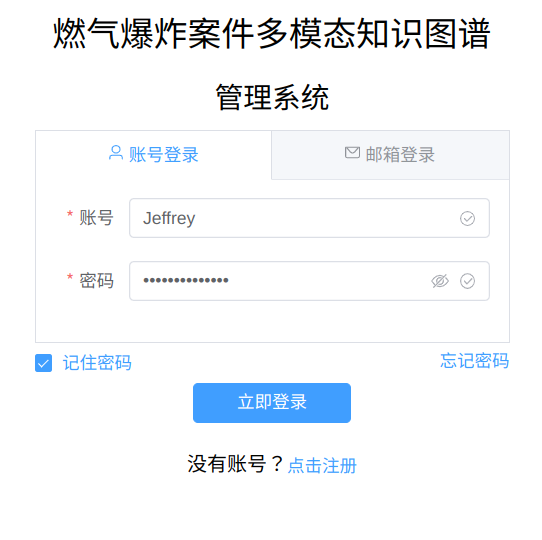 燃气爆炸案件多模态知识图谱
管理系统
账号登录 邮箱登录
* 账号 Jeffrey
* 密码 ••••••••••••••
记住密码 忘记密码
立即登录
没有账号？点击注册